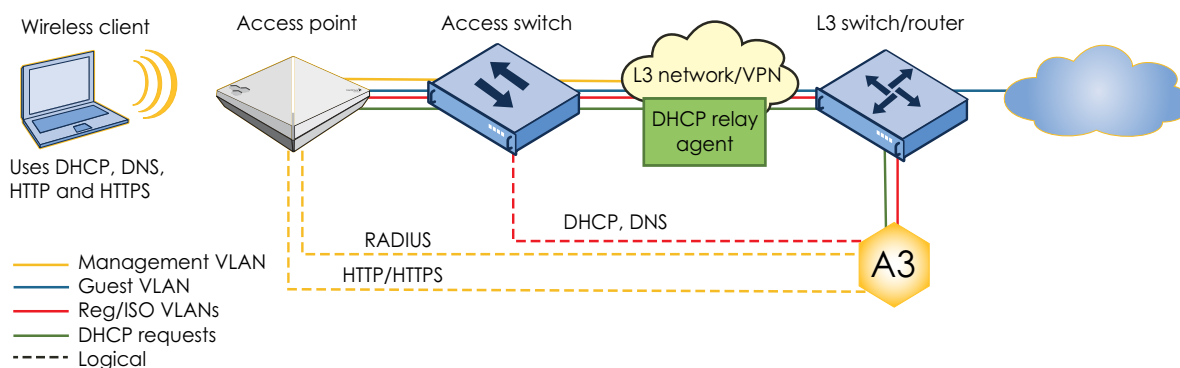 Wireless client
Access point
Access switch
L3 switch/router
L3 network/VPN
DHCP relay
agent
Uses DHCP, DNS,
HTTP and HTTPS
DHCP, DNS
RADIUS
HTTP/HTTPS
A3
Management VLAN
Guest VLAN
Reg/ISO VLANs
DHCP requests
Logical